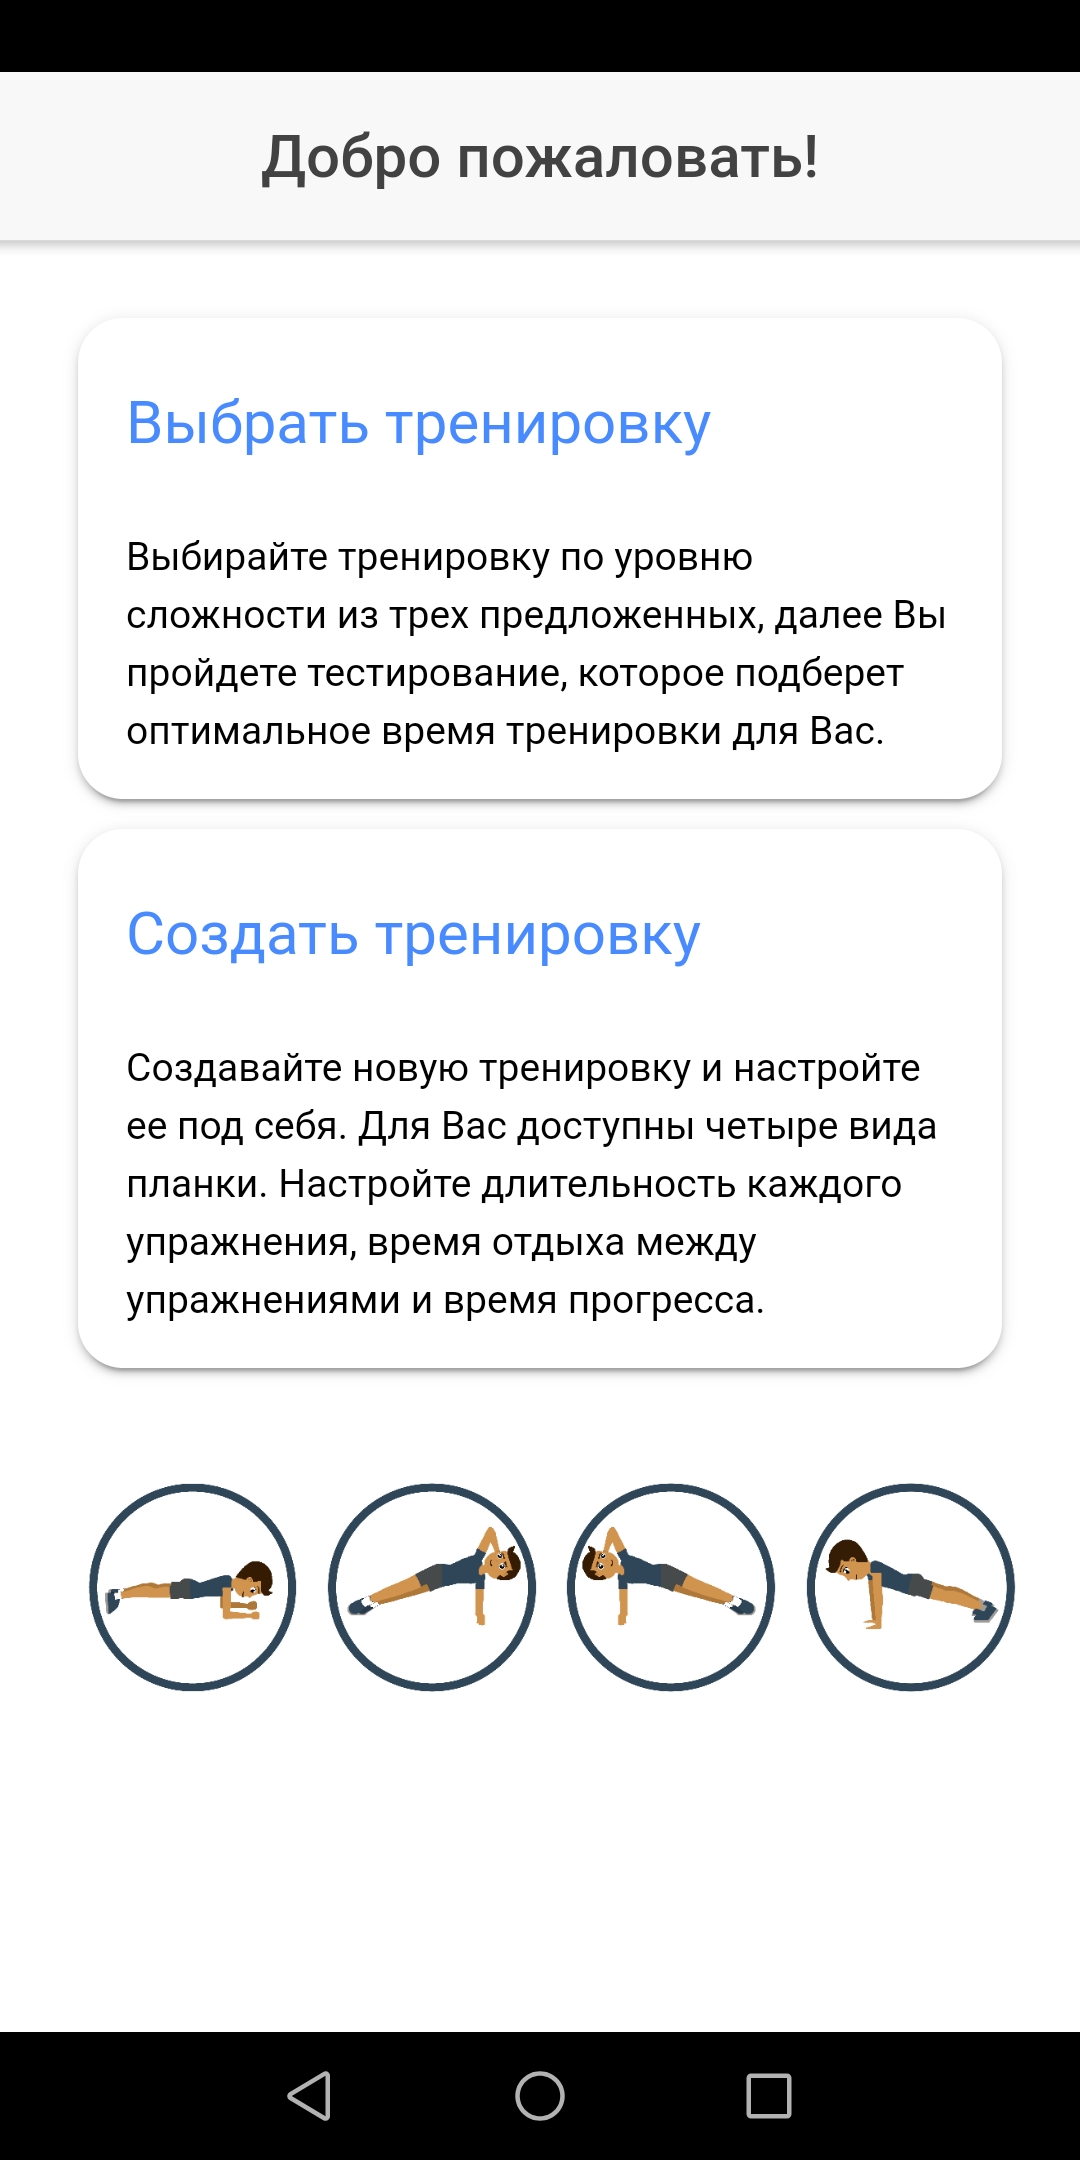 Добро пожаловать!
Выбрать тренировку
Выбирайте тренировку по уровню
сложности из трех предложенных, далее Вы
пройдете тестирование, которое подберет
оптимальное время тренировки для Вас.
Создать тренировку
Создавайте новую тренировку и настройте
ее под себя. Для Вас доступны четыре вида
планки. Настройте длительность каждого
упражнения, время отдыха между
упражнениями и время прогресса.